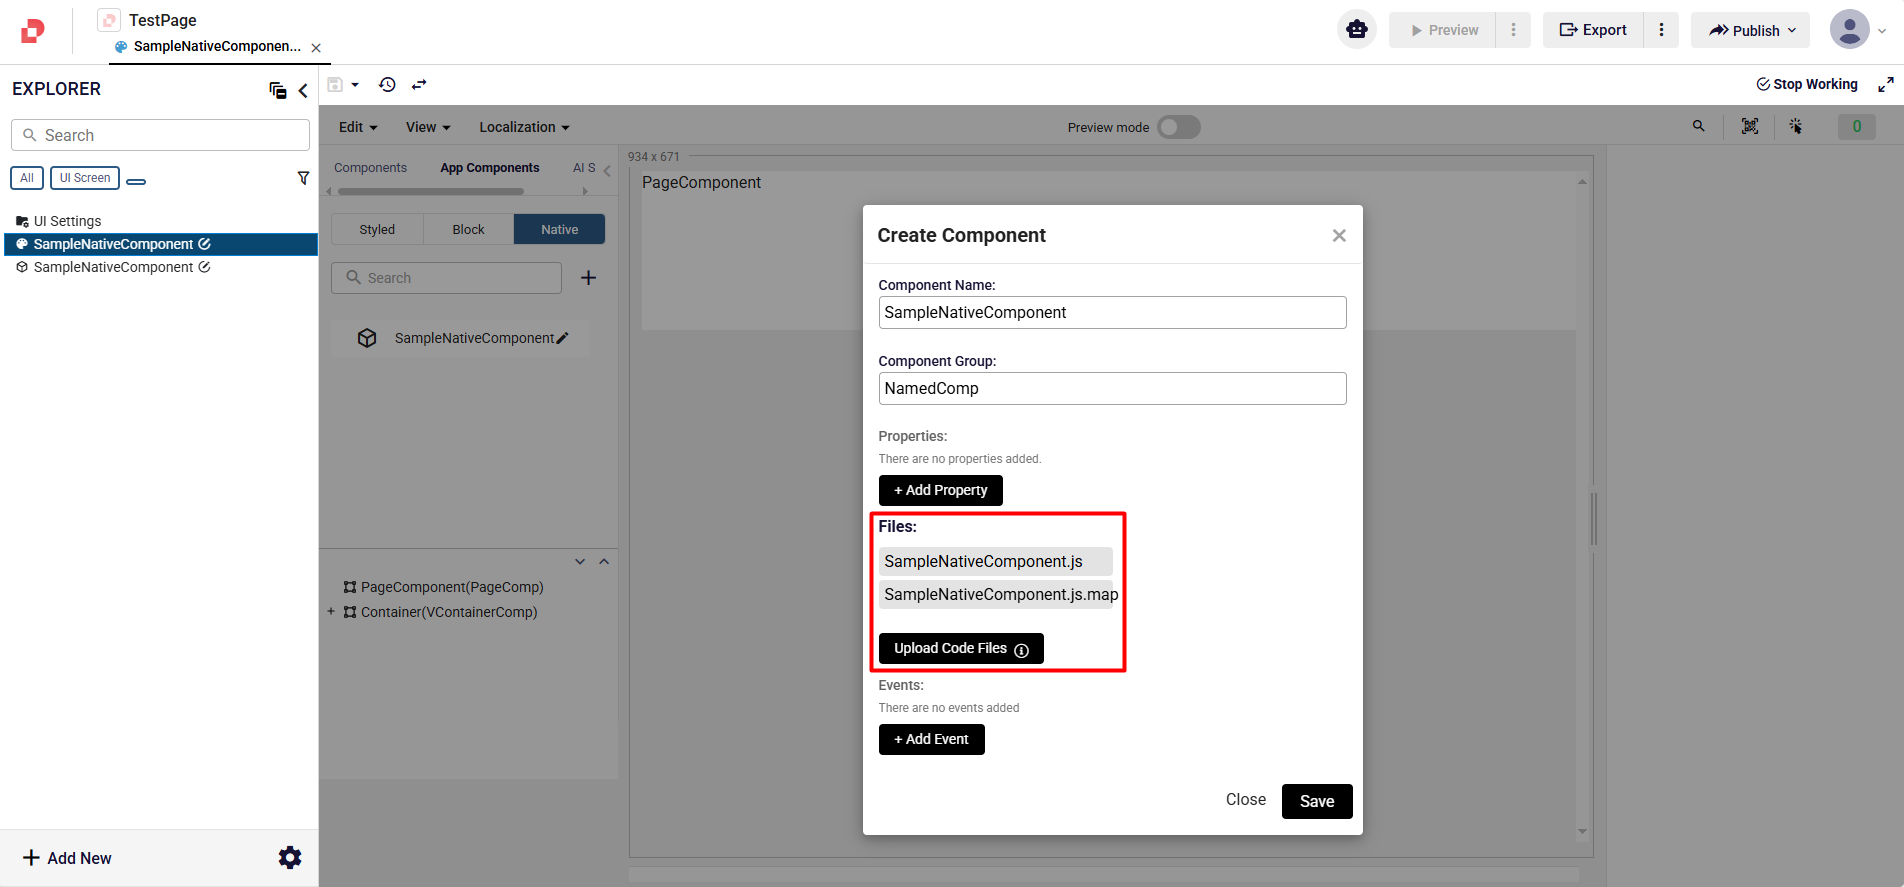 TestPage
SampleNativeComponen...
Preview
Export
Publish
EXPLORER
Stop Working
Search
Edit
View
Localization
Preview mode
0
All
UI Screen
Components
App Components
AI S
934 x 671
PageComponent
UI Settings
SampleNativeComponent
SampleNativeComponent
Styled
Block
Native
Search
SampleNativeComponent
PageComponent(PageComp)
Container(VContainerComp)
Create Component
Component Name:
SampleNativeComponent
Component Group:
NamedComp
Properties:
There are no properties added.
+ Add Property
Files:
SampleNativeComponent.js
SampleNativeComponent.js.map
Upload Code Files
Events:
There are no events added
+ Add Event
Close
Save
Add New